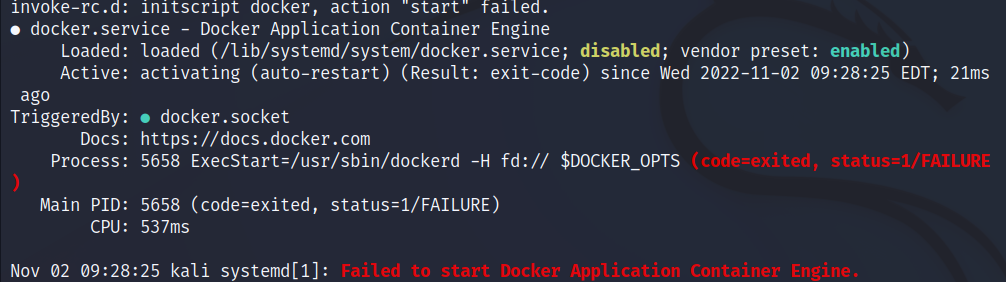 invoke-rc.d: initscript docker, action "start" failed.
● docker.service - Docker Application Container Engine
     Loaded: loaded (/lib/systemd/system/docker.service; disabled; vendor preset: enabled)
     Active: activating (auto-restart) (Result: exit-code) since Wed 2022-11-02 09:28:25 EDT; 21ms
 ago
TriggeredBy: ● docker.socket
       Docs: https://docs.docker.com
    Process: 5658 ExecStart=/usr/sbin/dockerd -H fd:// $DOCKER_OPTS (code=exited, status=1/FAILURE
)
   Main PID: 5658 (code=exited, status=1/FAILURE)
        CPU: 537ms

Nov 02 09:28:25 kali systemd[1]: Failed to start Docker Application Container Engine.